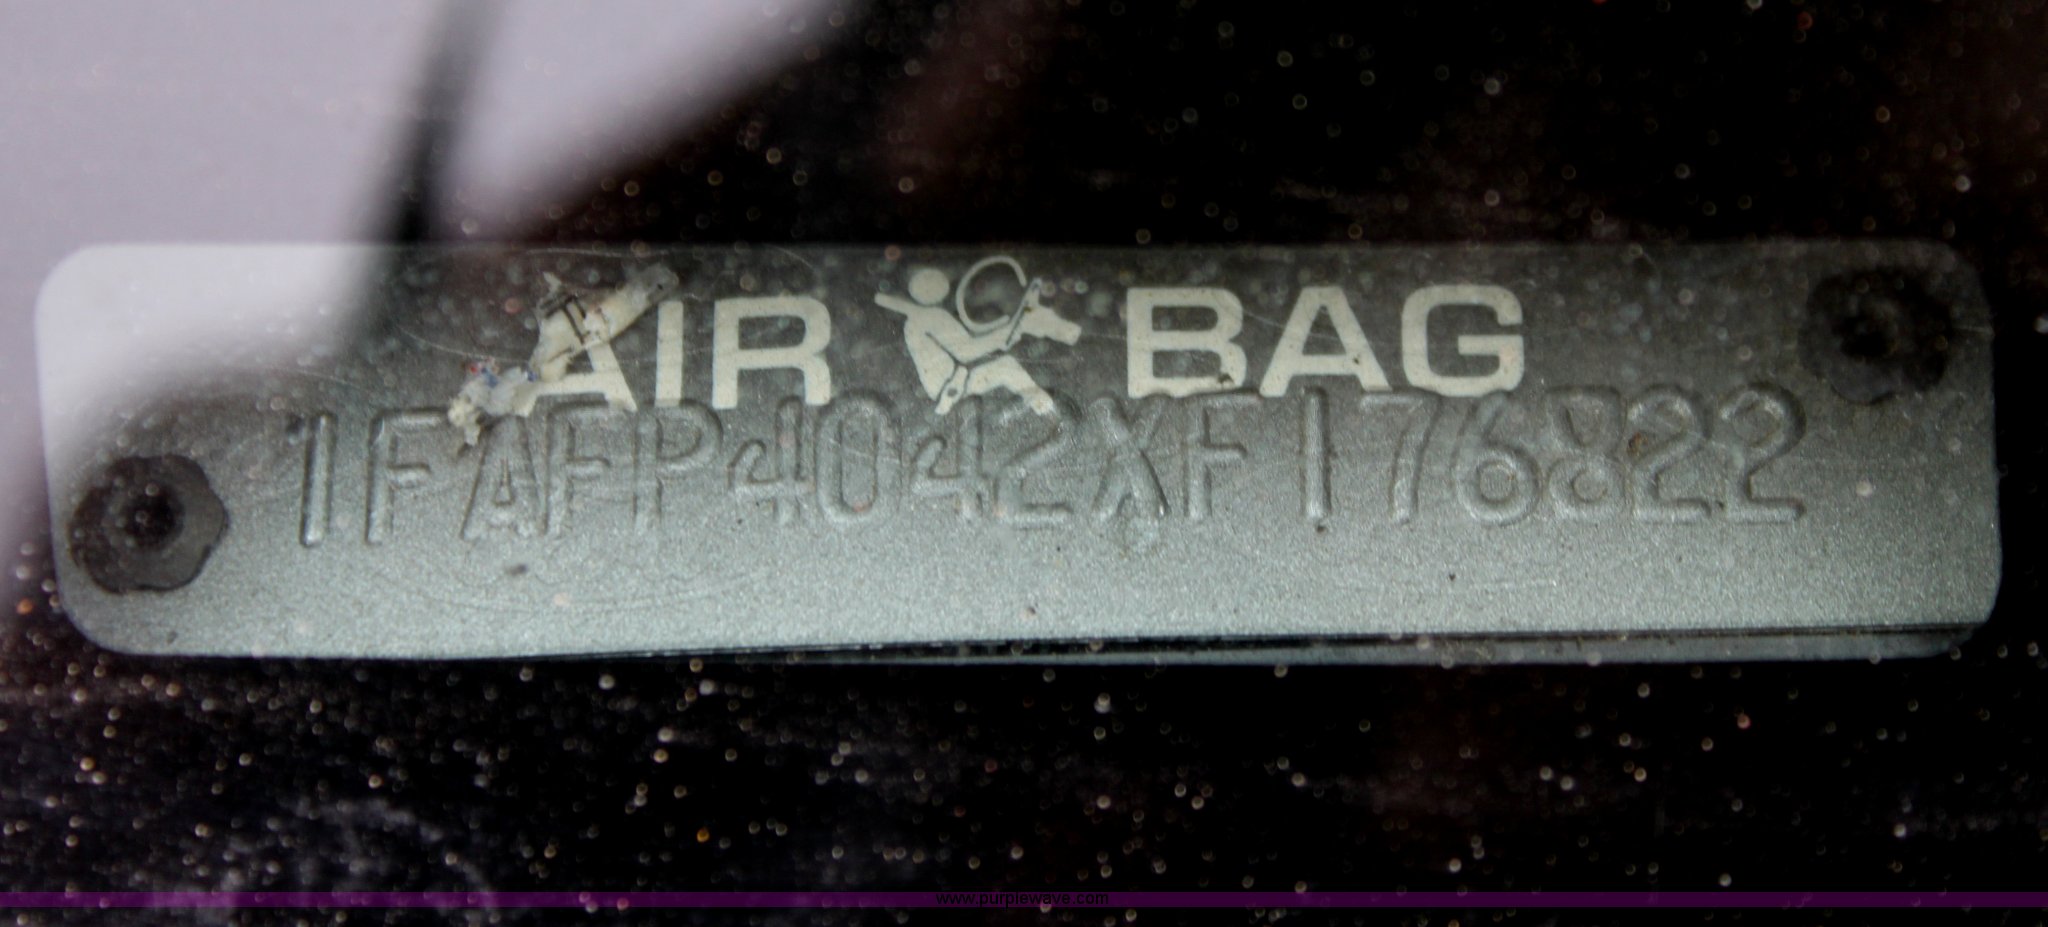 AIR BAG
1FAFP4042XF176822
www.purplewave.com